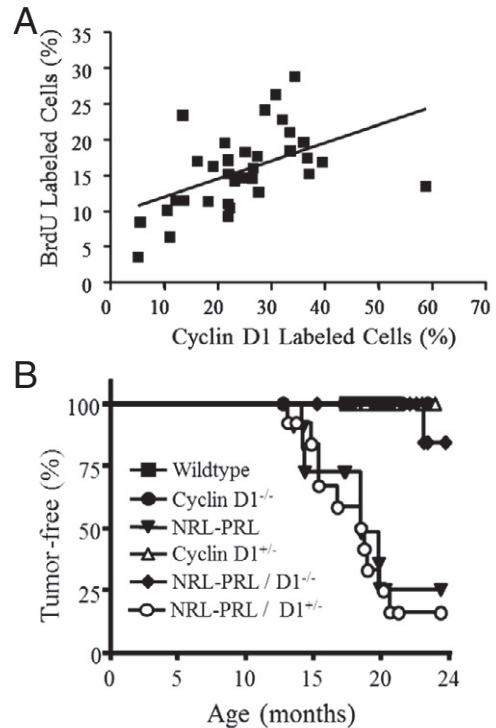 A
BrdU Labeled Cells (%)
35
30
25
20
15
10
5
0
0 10 20 30 40 50 60 70
Cyclin D1 Labeled Cells (%)
B
Tumor-free (%)
100
75
50
25
0
Wildtype
Cyclin D1-/-
NRL-PRL
Cyclin D1+/-
NRL-PRL / D1-/-
NRL-PRL / D1+/-
0 5 10 15 20 24
Age (months)